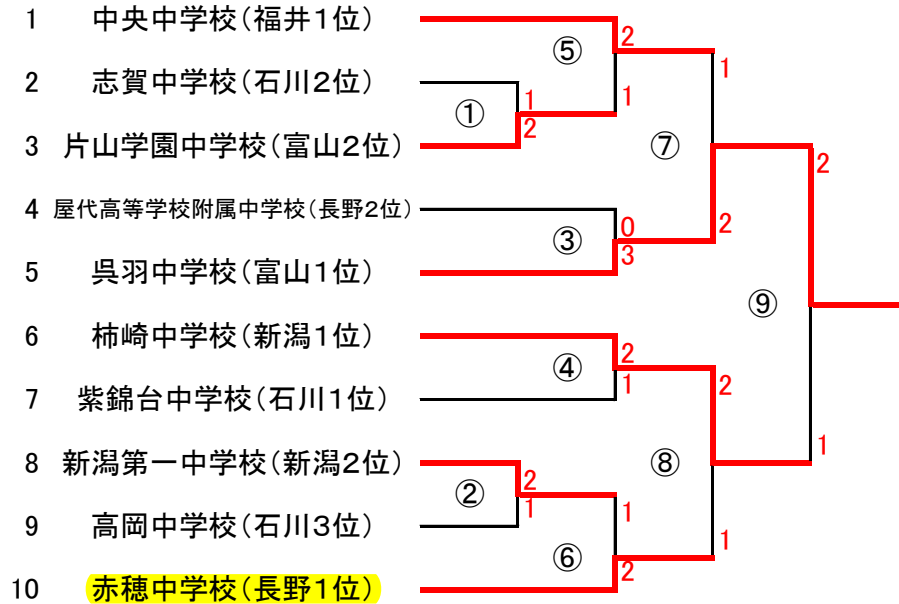 1 中央中学校(福井1位)
2 志賀中学校(石川2位)
3 片山学園中学校(富山2位)
4 屋代高等学校附属中学校(長野2位)
5 呉羽中学校(富山1位)
6 柿崎中学校(新潟1位)
7 紫錦台中学校(石川1位)
8 新潟第一中学校(新潟2位)
9 高岡中学校(石川3位)
10 赤穂中学校(長野1位)
① 1 2
⑤ 2 1
③ 0 3
⑦ 1 2
④ 2 1
② 2 1
⑥ 1 2
⑧ 2 1
⑨ 2 1